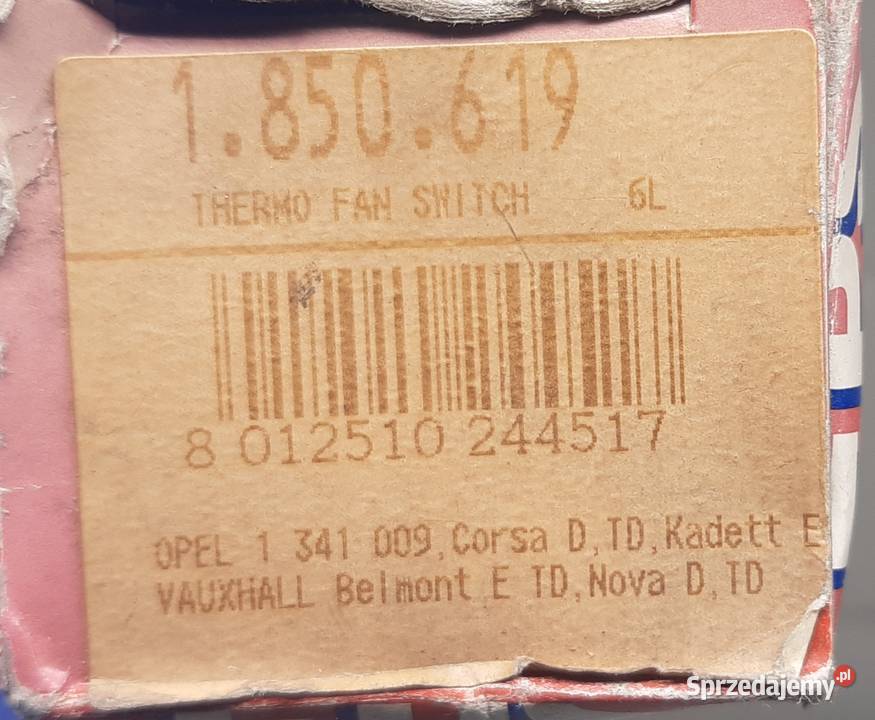 1.850.619
THERMO FAN SWITCH 6L
8 012510 244517
OPEL 1 341 009,Corsa D,TD,Kadett E
VAUXHALL Belmont E TD,Nova D,TD
Sprzedajemy.pl